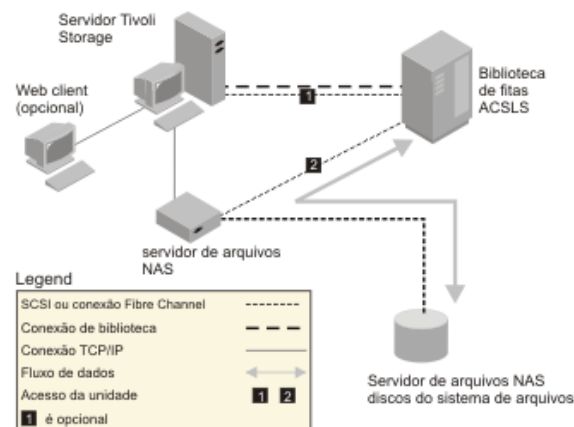 Servidor Tivoli
Storage
Web client
(opcional)
Biblioteca
de fitas
ACSLS
1
2
servidor de arquivos
NAS
Legend
SCSI ou conexão Fibre Channel
Conexão de biblioteca
Conexão TCP/IP
Fluxo de dados
Acesso da unidade 1 2
1 é opcional
Servidor de arquivos NAS
discos do sistema de arquivos